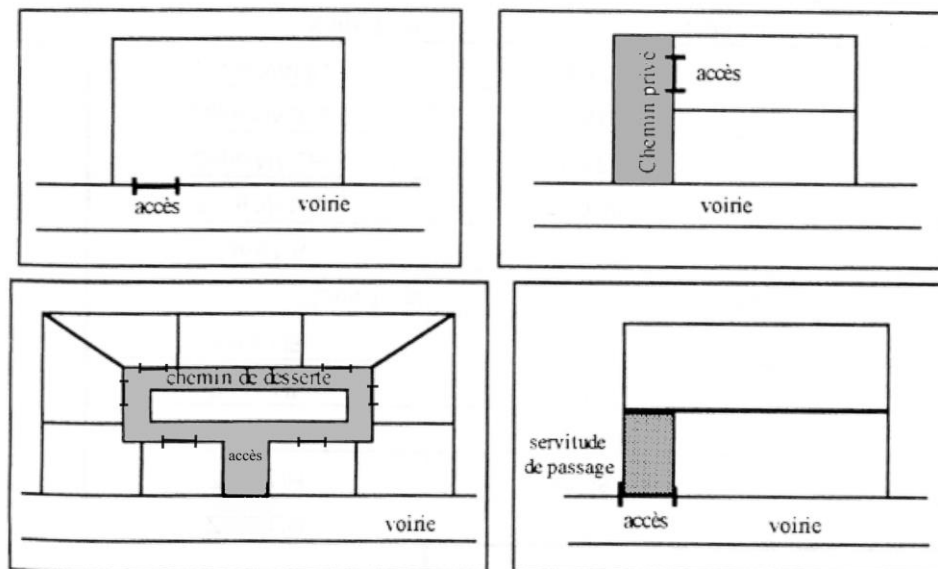 accès
voirie
Chemin privé
accès
voirie
chemin de desserte
accès
voirie
servitude
de passage
accès
voirie